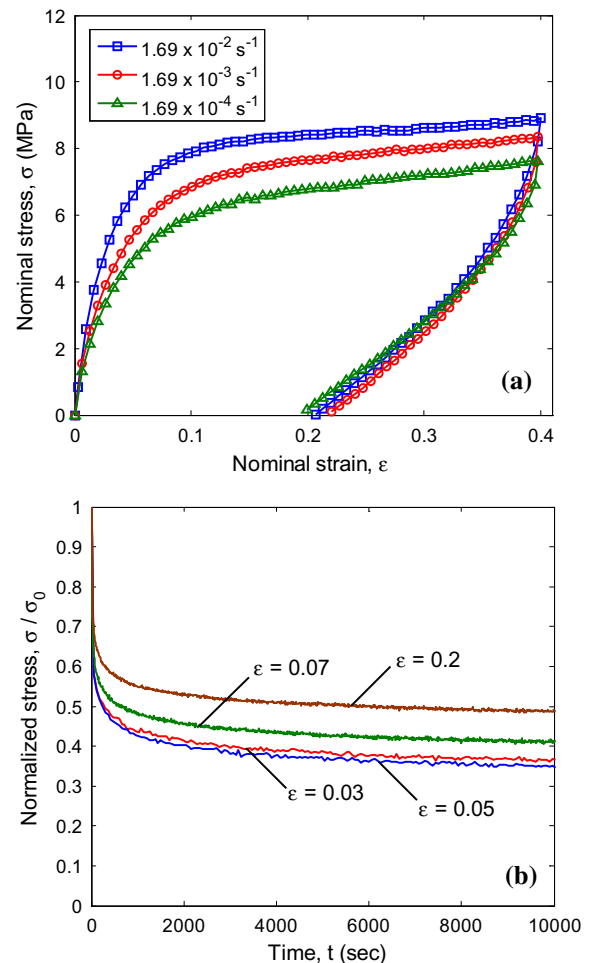 12
10
8
6
4
2
0
Nominal stress, σ (MPa)
1.69 x 10⁻² s⁻¹
1.69 x 10⁻³ s⁻¹
1.69 x 10⁻⁴ s⁻¹
(a)
0 0.1 0.2 0.3 0.4
Nominal strain, ε
1
0.9
0.8
0.7
0.6
0.5
0.4
0.3
0.2
0.1
0
Normalized stress, σ / σ₀
ε = 0.07
ε = 0.2
ε = 0.03
ε = 0.05
(b)
0 2000 4000 6000 8000 10000
Time, t (sec)